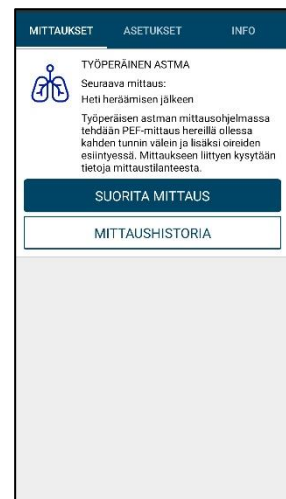 MITTAUKSET ASETUKSET INFO
TYÖPERÄINEN ASTMA
Seuraava mittaus:
Heti heräämisen jälkeen
Työperäisen astman mittausohjelmassa
tehdään PEF-mittaus hereillä ollessa
kahden tunnin välein ja lisäksi oireiden
esiintyessä. Mittaukseen liittyen kysytään
tietoja mittaustilanteesta.
SUORITA MITTAUS
MITTAUSHISTORIA